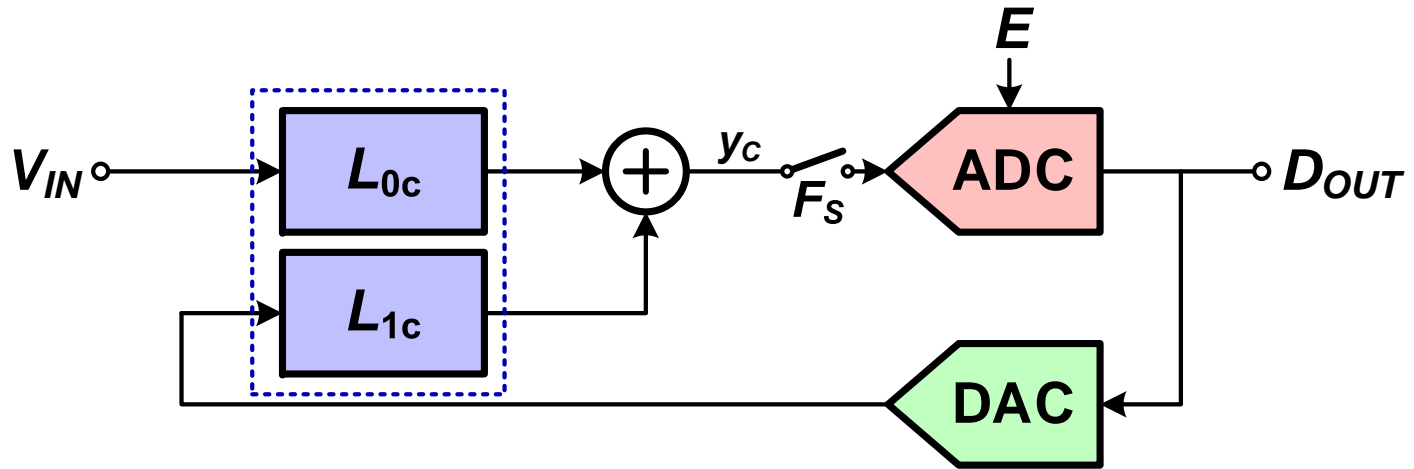 E
V_IN
L_0c
y_C
F_S
ADC
D_OUT
L_1c
DAC